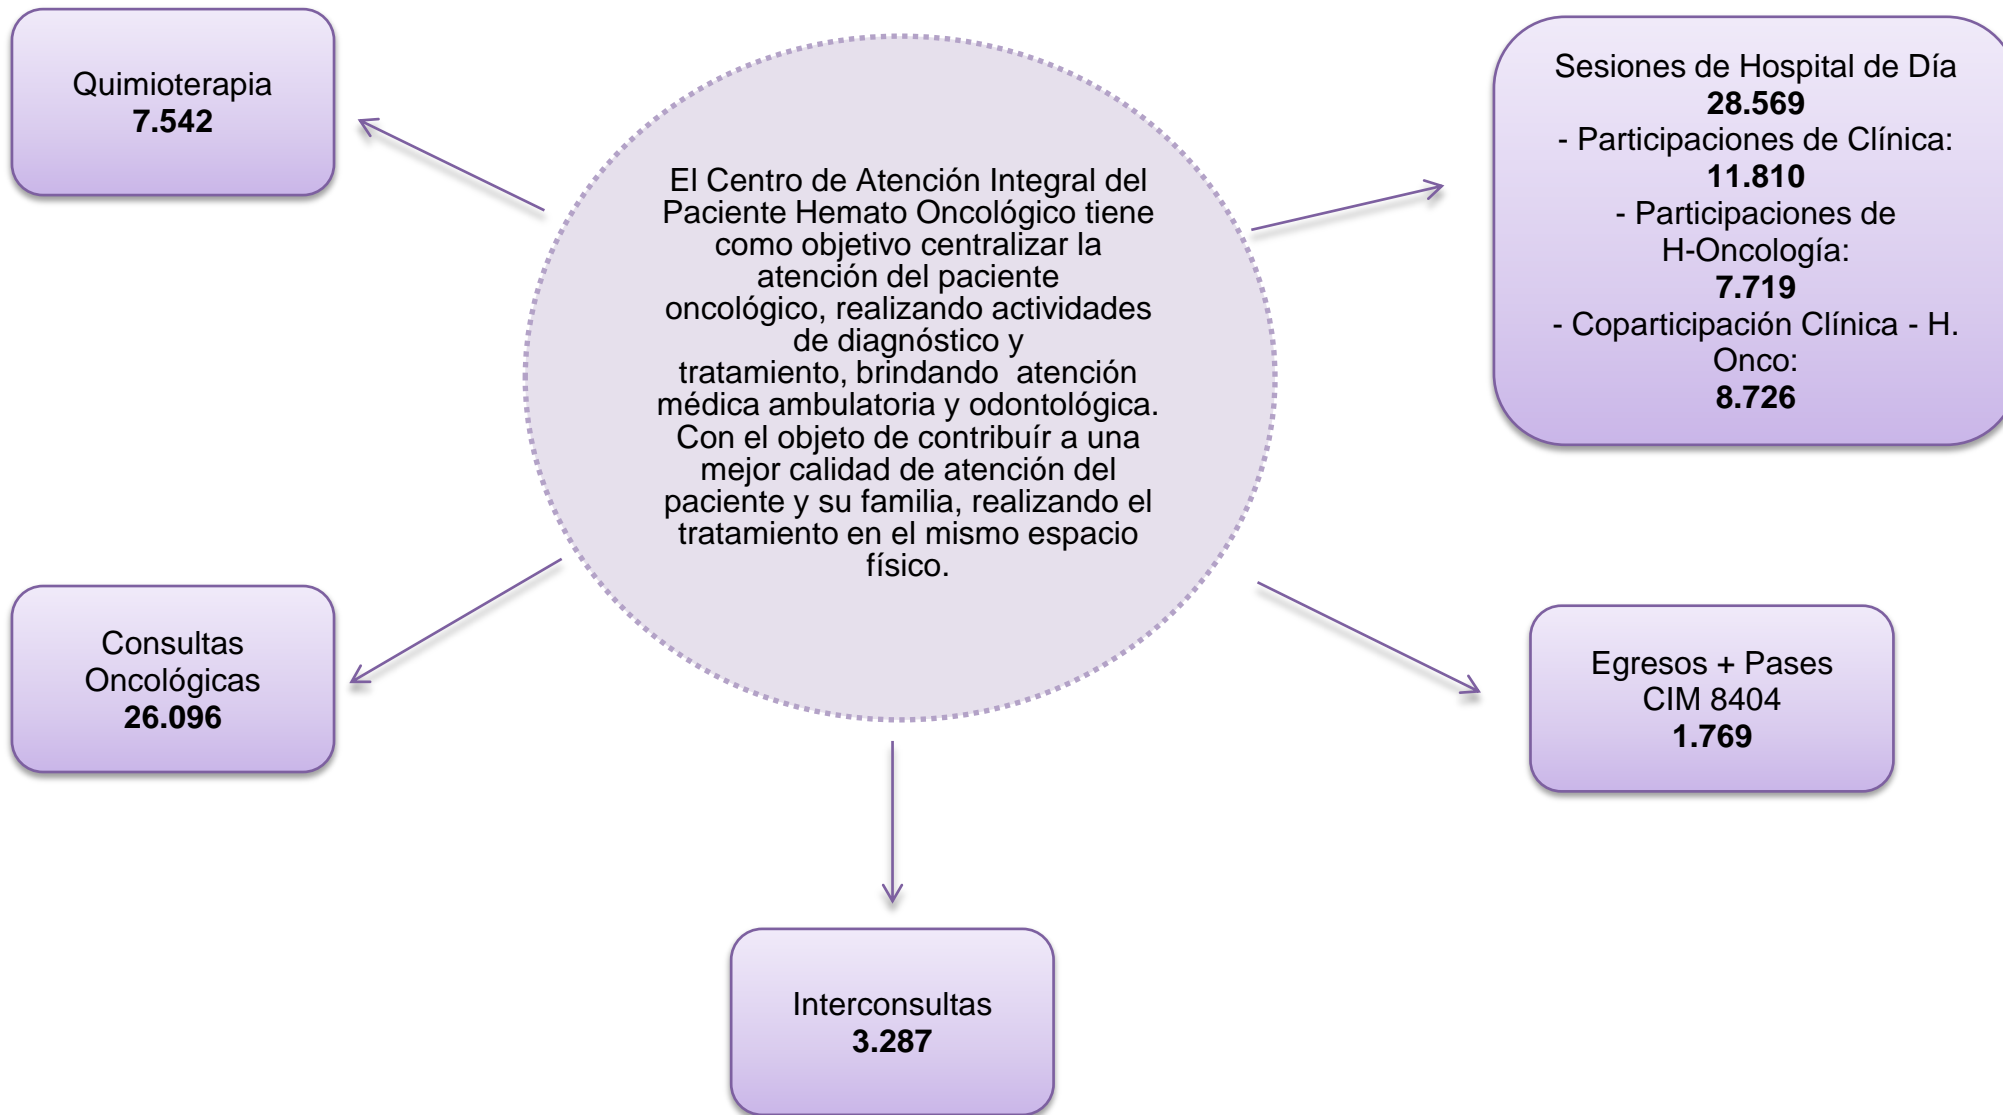 Quimioterapia
7.542
El Centro de Atención Integral del
Paciente Hemato Oncológico tiene
como objetivo centralizar la
atención del paciente
oncológico, realizando actividades
de diagnóstico y
tratamiento, brindando  atención
médica ambulatoria y odontológica.
Con el objeto de contribuír a una
mejor calidad de atención del
paciente y su familia, realizando el
tratamiento en el mismo espacio
físico.
Sesiones de Hospital de Día
28.569
- Participaciones de Clínica:
11.810
- Participaciones de
H-Oncología:
7.719
- Coparticipación Clínica - H.
Onco:
8.726
Consultas
Oncológicas
26.096
Egresos + Pases
CIM 8404
1.769
Interconsultas
3.287